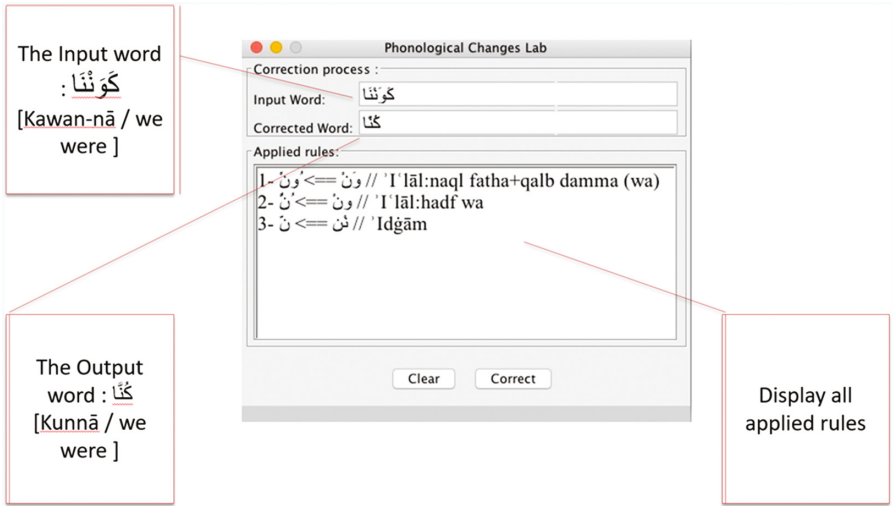 The Input word
: كَوَنْنَا
[Kawan-nā / we
were ]
Phonological Changes Lab
Correction process :
Input Word:
كَوَنْنَا
Corrected Word:
كُنَّا
Applied rules:
1- وَنْ ==> ُونْ // ʾIʿlāl:naql fatha+qalb damma (wa)
2- ونْ ==> ُنْ // ʾIʿlāl:hadf wa
3- نْن ==> نّ // ʾIdġām
Clear
Correct
The Output
word : كُنَّا
[Kunnā / we
were ]
Display all
applied rules